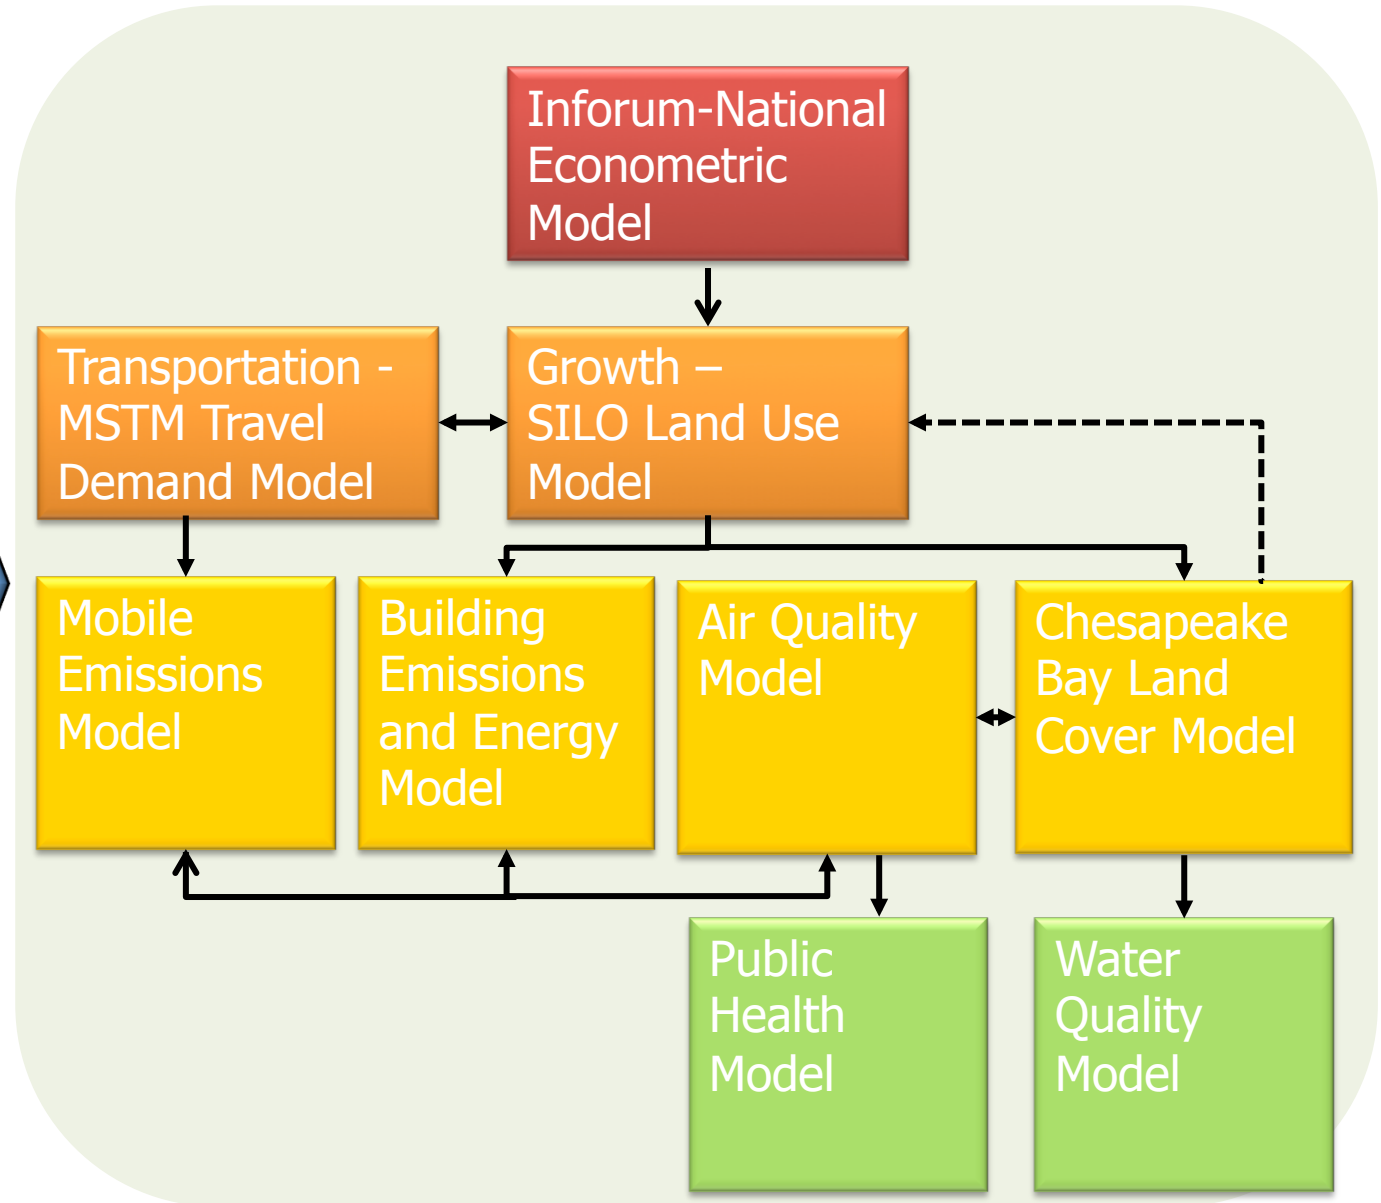 Inforum-National
Econometric
Model
Transportation -
MSTM Travel
Demand Model
Growth –
SILO Land Use
Model
Mobile
Emissions
Model
Building
Emissions
and Energy
Model
Air Quality
Model
Chesapeake
Bay Land
Cover Model
Public
Health
Model
Water
Quality
Model